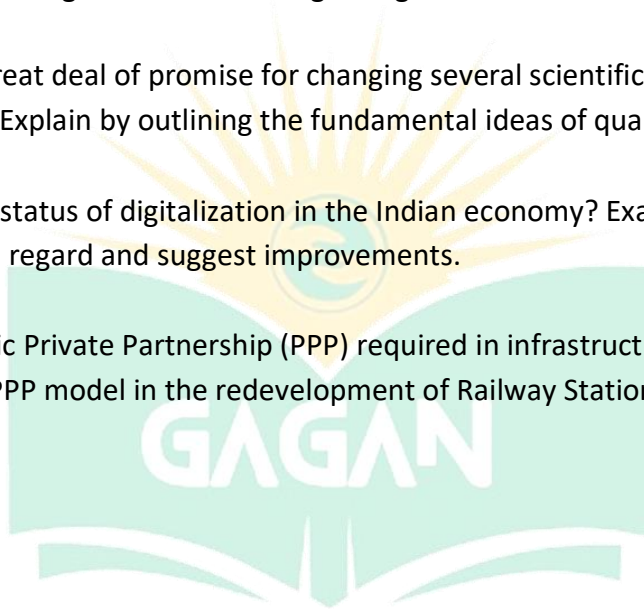 reat deal of promise for changing several scientific
Explain by outlining the fundamental ideas of qua
status of digitalization in the Indian economy? Exa
regard and suggest improvements.
ic Private Partnership (PPP) required in infrastruct
PPP model in the redevelopment of Railway Station
GAGAN